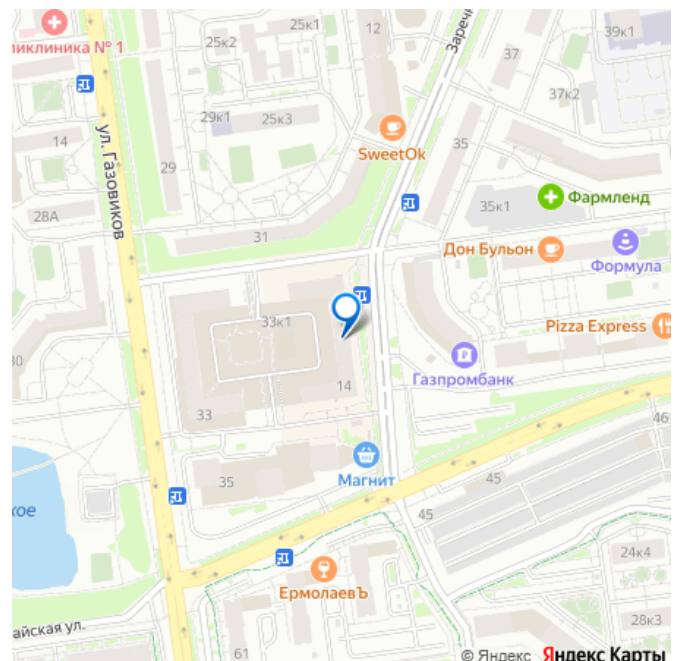 ликлиника № 1
25к2
25к1
12
Заречн
37
39к1
14
29к1
25к3
SweetOk
37к2
ул. Газовиков
29
35
28А
35к1
Фармленд
31
Дон Бульон
Формула
33к1
Pizza Express
30
Газпромбанк
14
33
46
35
Магнит
45
45
кое
24к4
ЕрмолаевЪ
айская ул.
28к3
61
© Яндекс Яндекс Карты